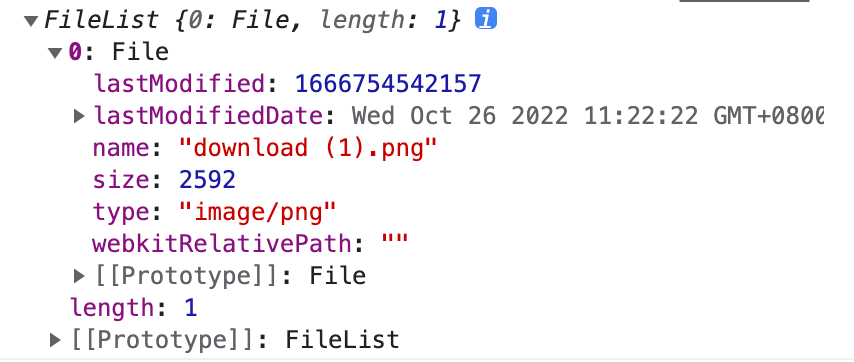 ▼FileList {0: File, length: 1} i
▼0: File
lastModified: 1666754542157
▶lastModifiedDate: Wed Oct 26 2022 11:22:22 GMT+0800
name: "download (1).png"
size: 2592
type: "image/png"
webkitRelativePath: ""
▶[[Prototype]]: File
length: 1
▶[[Prototype]]: FileList